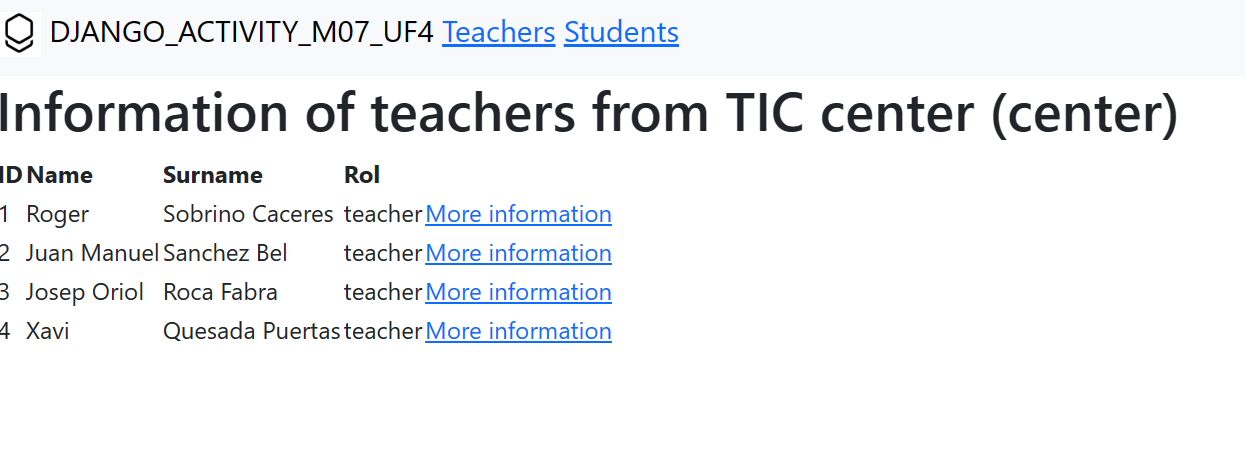 DJANGO_ACTIVITY_M07_UF4 Teachers Students
Information of teachers from TIC center (center)
ID Name Surname Rol
1 Roger Sobrino Caceres teacher More information
2 Juan Manuel Sanchez Bel teacher More information
3 Josep Oriol Roca Fabra teacher More information
4 Xavi Quesada Puertas teacher More information